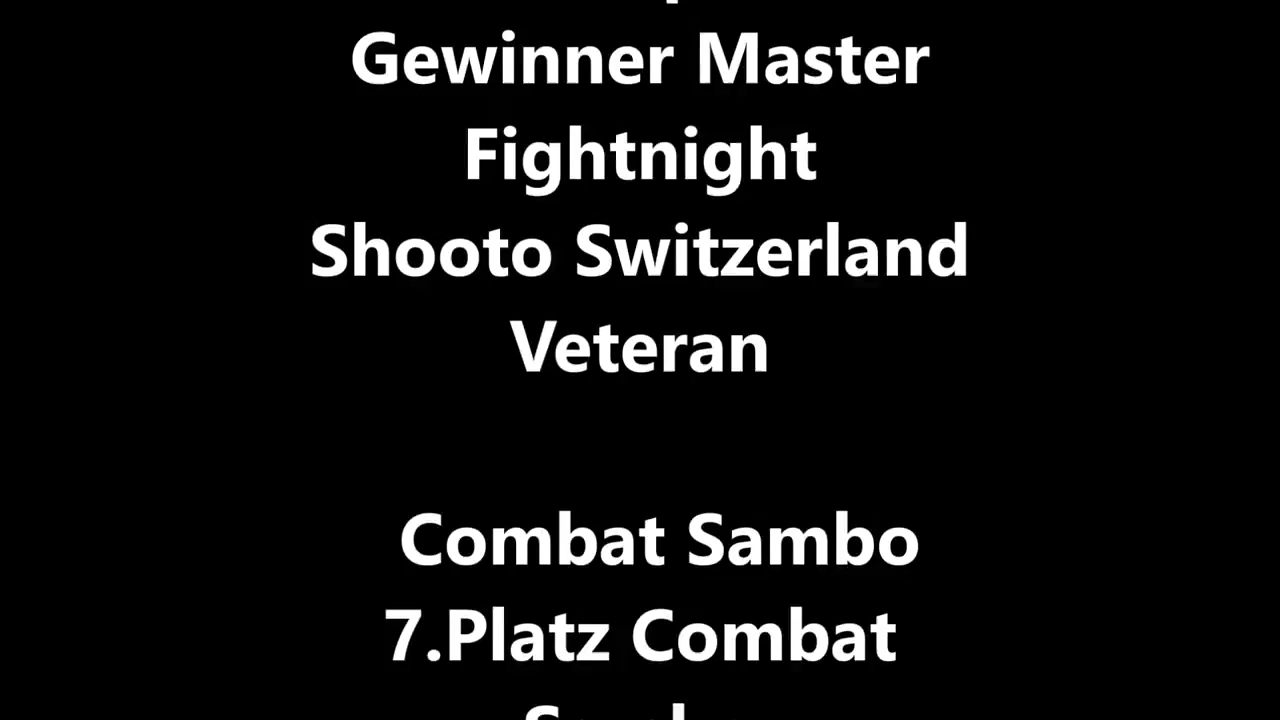 Gewinner Master
Fightnight
Shooto Switzerland
Veteran
Combat Sambo
7.Platz Combat